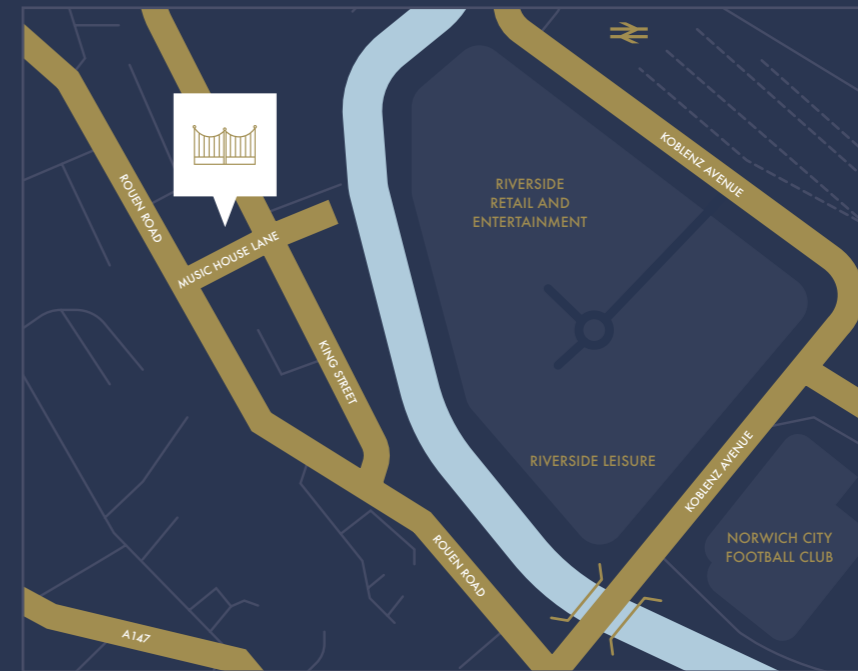 KOBLENZ AVENUE
ROUEN ROAD
RIVERSIDE
RETAIL AND
ENTERTAINMENT
MUSIC HOUSE LANE
KING STREET
RIVERSIDE LEISURE
KOBLENZ AVENUE
NORWICH CITY
FOOTBALL CLUB
ROUEN ROAD
A147